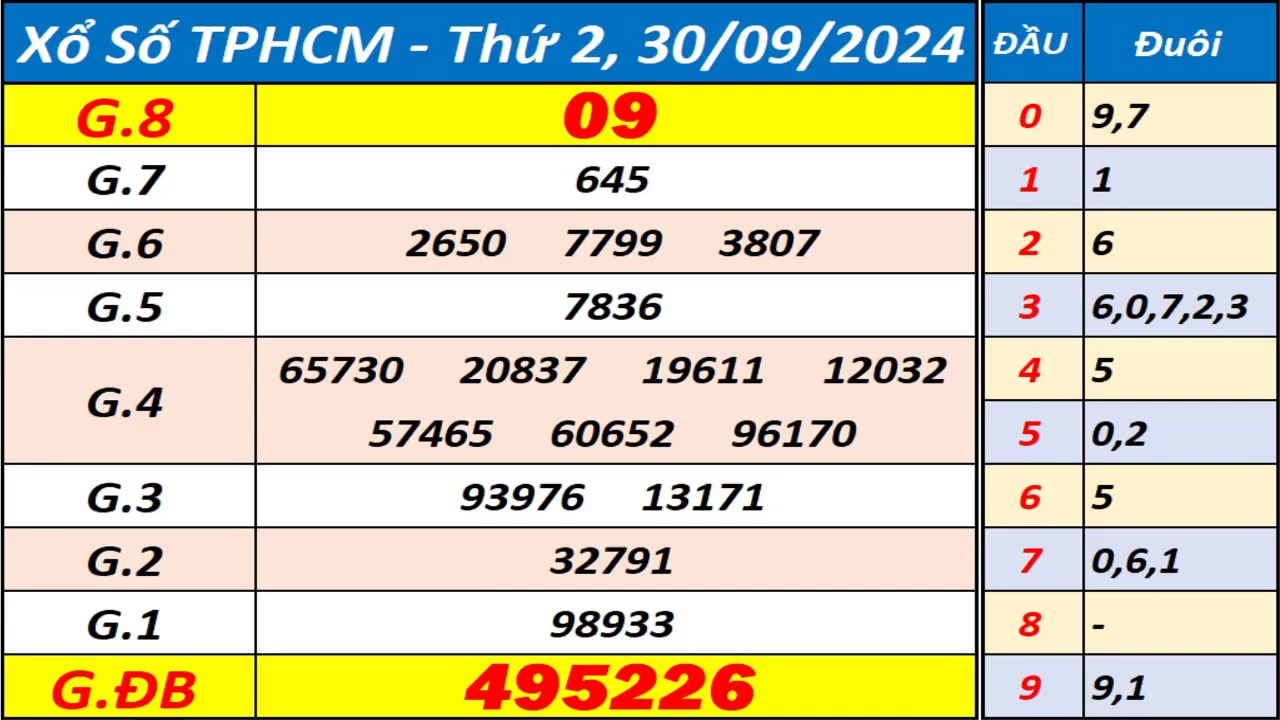 Xổ Số TPHCM - Thứ 2, 30/09/2024
G.8 09
G.7 645
G.6 2650 7799 3807
G.5 7836
G.4 65730 20837 19611 12032
57465 60652 96170
G.3 93976 13171
G.2 32791
G.1 98933
G.ĐB 495226
ĐẦU Đuôi
0 9,7
1 1
2 6
3 6,0,7,2,3
4 5
5 0,2
6 5
7 0,6,1
8 -
9 9,1